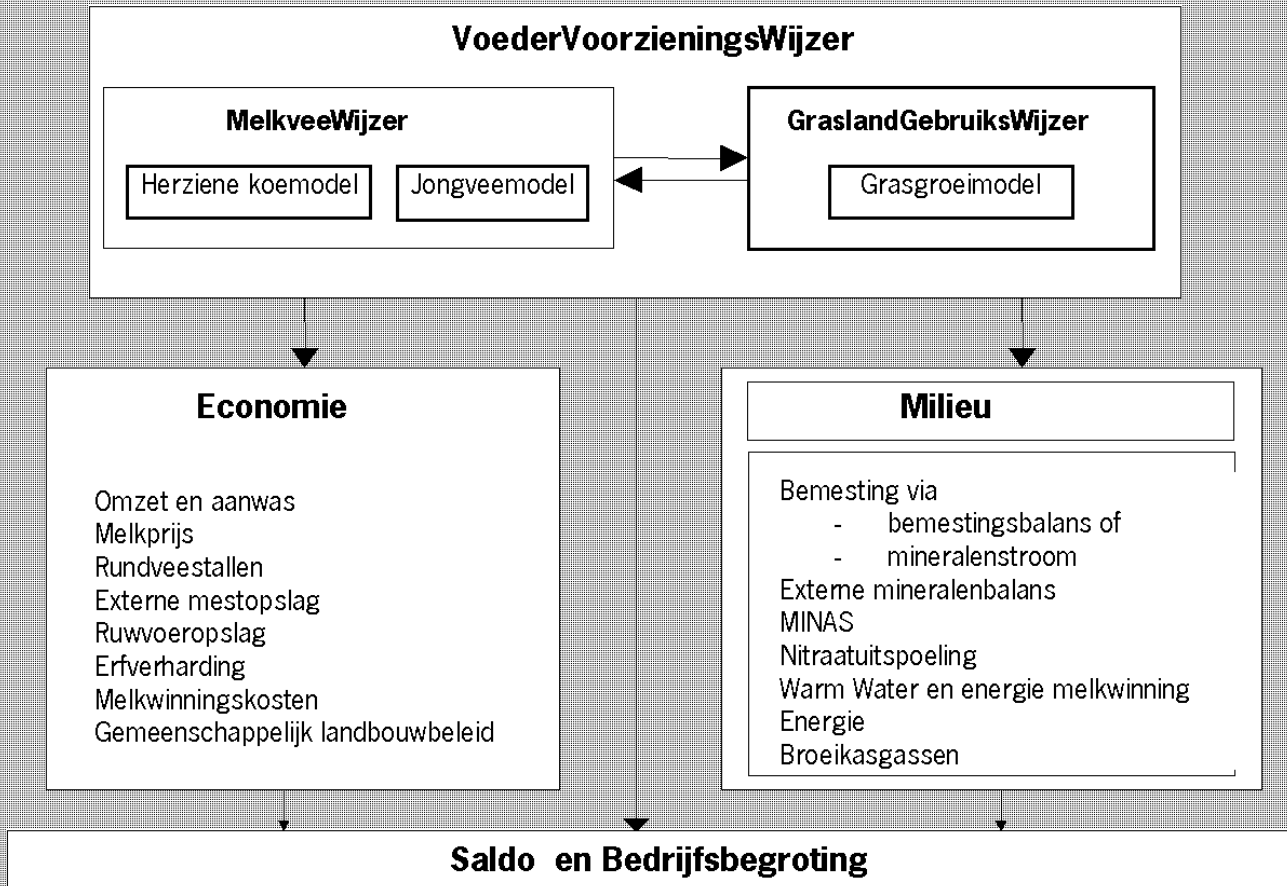 VoederVoorzieningsWijzer
MelkveeWijzer
Herziene koemodel
Jongveemodel
GraslandGebruiksWijzer
Grasgroeimodel
Economie
Omzet en aanwas
Melkprijs
Rundveestallen
Externe mestopslag
Ruwvoeropslag
Erfverharding
Melkwinningskosten
Gemeenschappelijk landbouwbeleid
Milieu
Bemesting via
- bemestingsbalans of
- mineralenstroom
Externe mineralenbalans
MINAS
Nitraatuitspoeling
Warm Water en energie melkwinning
Energie
Broeikasgassen
Saldo en Bedrijfsbegroting